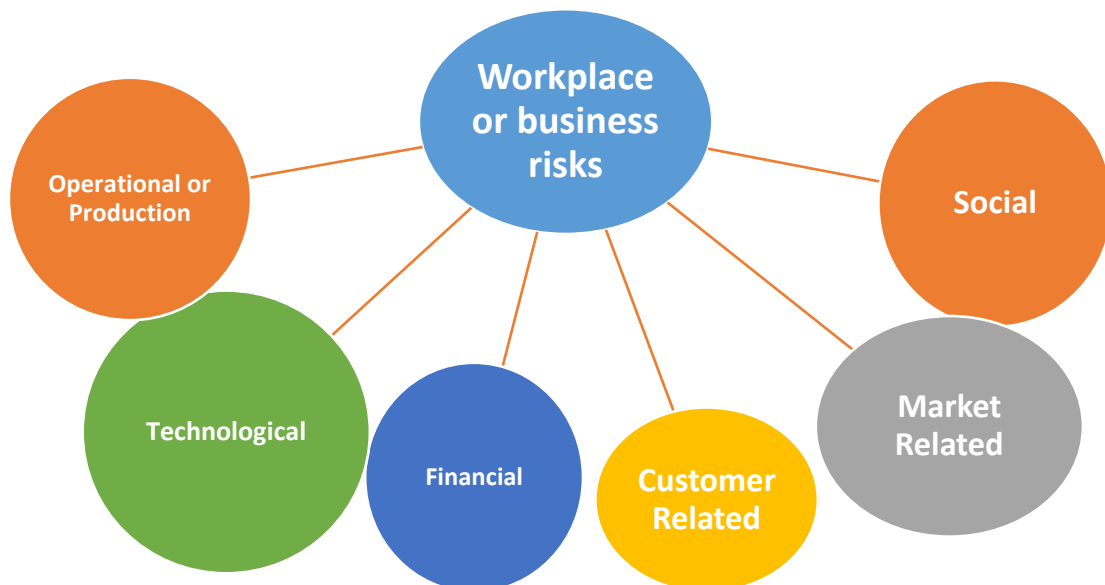 Workplace
or business
risks
Operational or
Production
Social
Technological
Financial
Customer
Related
Market
Related